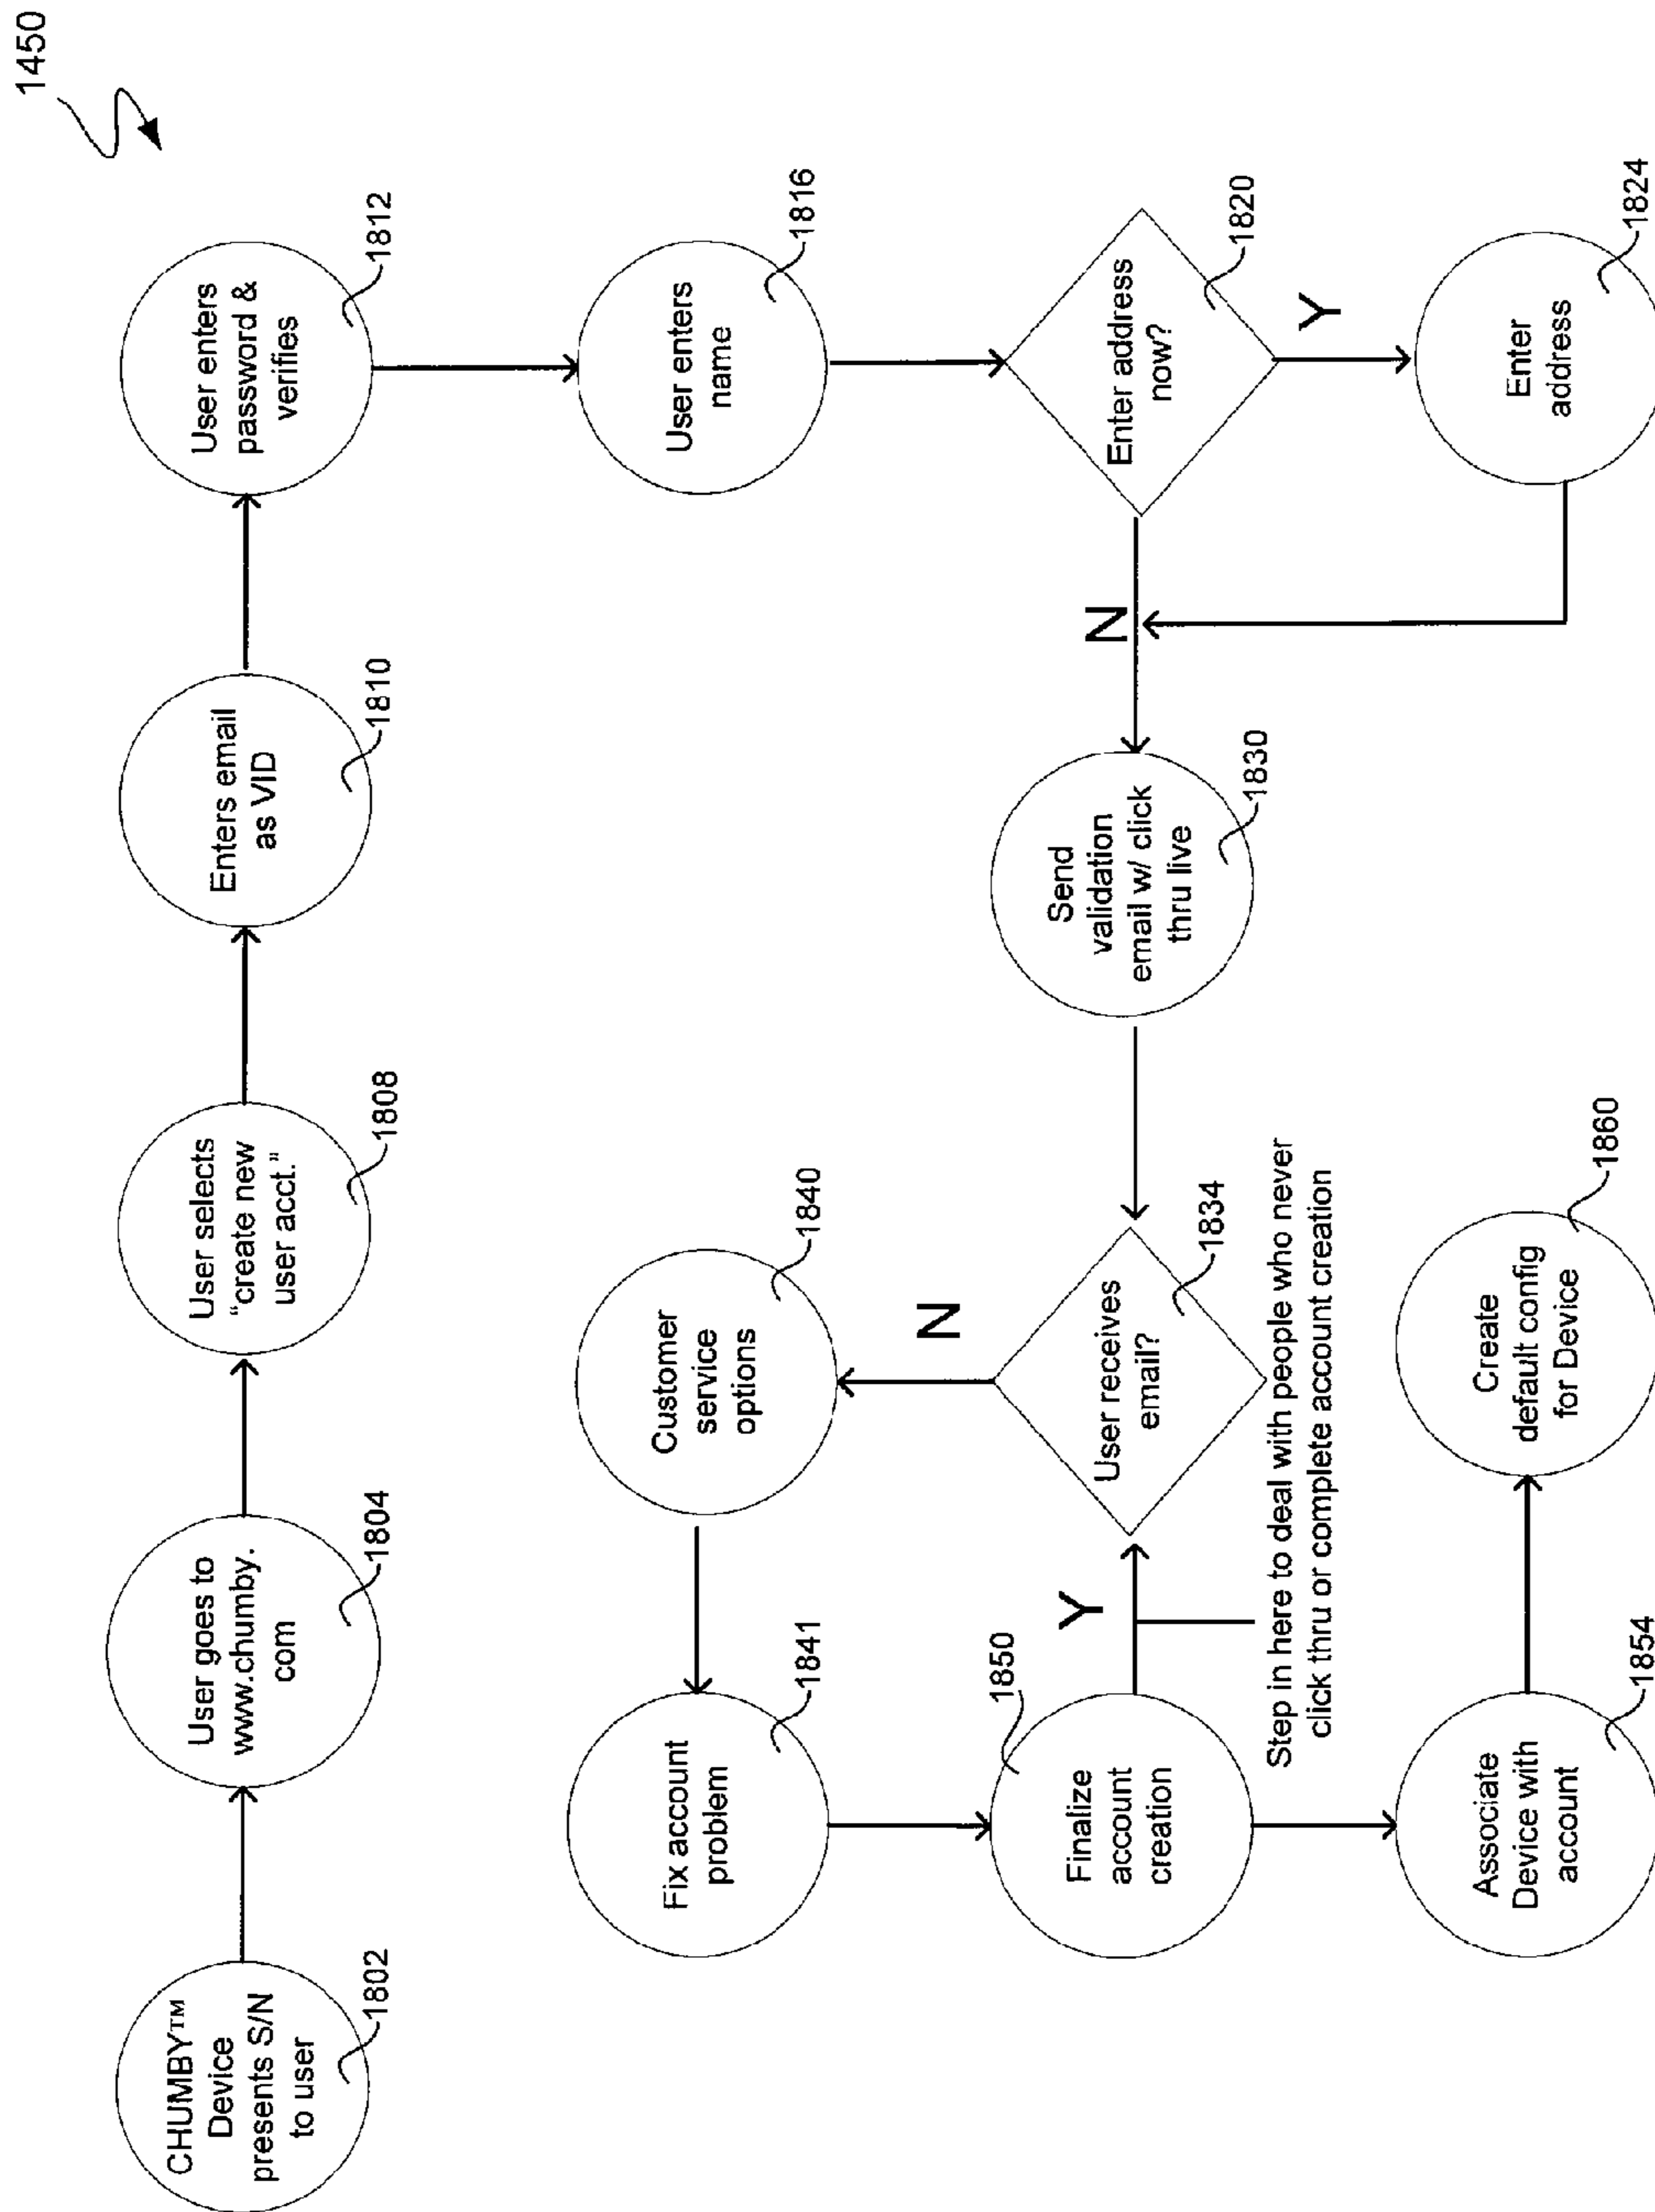 1450
CHUMBY™
Device
presents S/N
to user
1802
User goes to
www.chumby.
com
1804
User selects
“create new
user acct.”
1808
Enters email
as VID
1810
User enters
password &
verifies
1812
User enters
name
1816
Enter address
now?
1820
Y
Enter
address
1824
N
Send
validation
email w/ click
thru live
1830
User receives
email?
1834
N
Customer
service
options
1840
Fix account
problem
1841
Y
Finalize
account
creation
1850
Step in here to deal with people who never
click thru or complete account creation
Associate
Device with
account
1854
Create
default config
for Device
1860